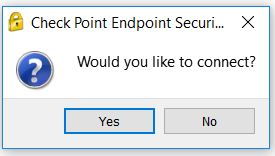 Check Point Endpoint Securi...
Would you like to connect?
Yes
No